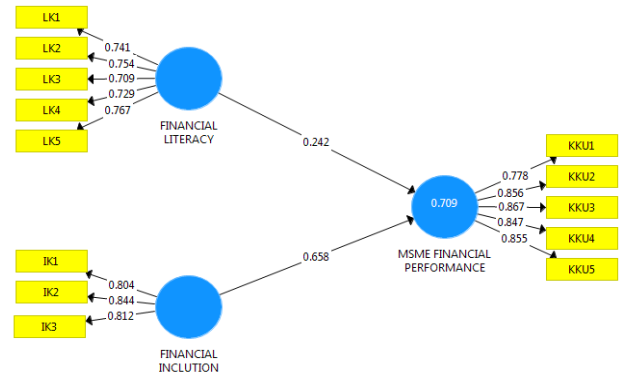 LK1
LK2
LK3
LK4
LK5
0.741
0.754
0.709
0.729
0.767
FINANCIAL
LITERACY
0.242
IK1
IK2
IK3
0.804
0.844
0.812
FINANCIAL
INCLUTION
0.658
0.709
MSME FINANCIAL
PERFORMANCE
0.778
0.856
0.867
0.847
0.855
KKU1
KKU2
KKU3
KKU4
KKU5